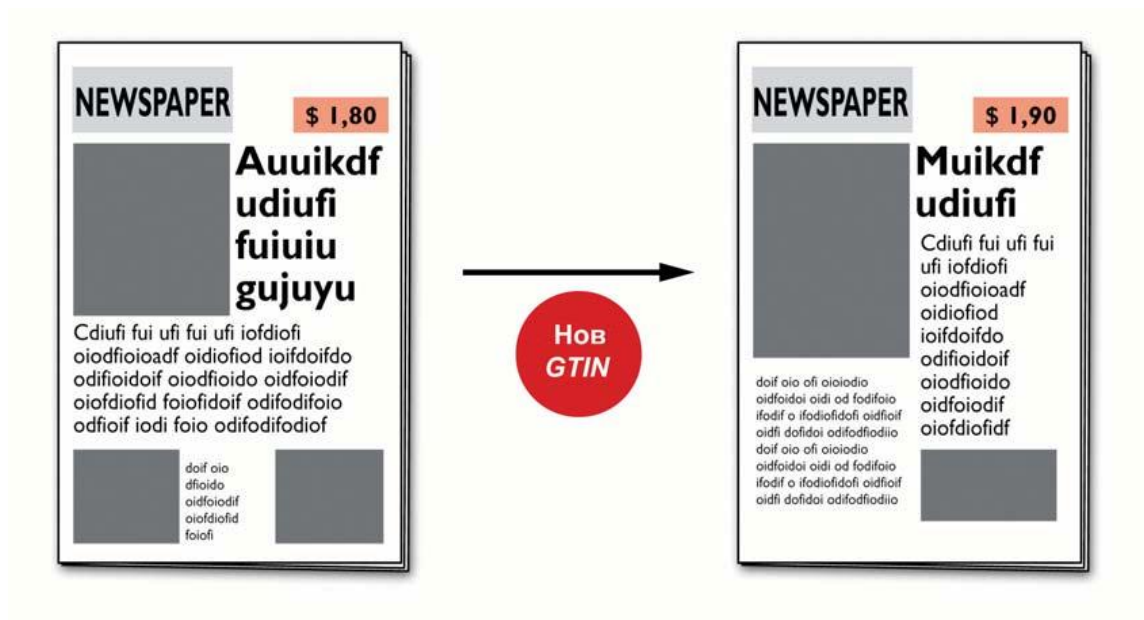 NEWSPAPER
$ 1,80
Auuikdf
udiufi
fuiuiu
gujuyu
Cdiufi fui ufi fui ufi iofdiofi
oiodfioioadf oidiofiod ioifdoifdo
odifioidoif oiodfioido oidfoiodif
oiofdiofid foiofidoif odifodifoio
odfioif iodi foio odifodifodiof
doif oio
dfioido
oidfoiodif
oiofdiofid
foiofi
Нов
GTIN
NEWSPAPER
$ 1,90
Muikdf
udiufi
Cdiufi fui ufi fui
ufi iofdiofi
oiodfioioadf
oidiofiod
ioifdoifdo
odifioidoif
oiodfioido
oidfoiodif
oiofdiofidf
doif oio ofi oioiodio
oidfoidoi oidi od fodifoio
ifodif o ifodiofidofi oidfioif
oidfi dofidoi odifodfiodiio
doif oio ofi oioiodio
oidfoidoi oidi od fodifoio
ifodif o ifodiofidofi oidfioif
oidfi dofidoi odifodfiodiio